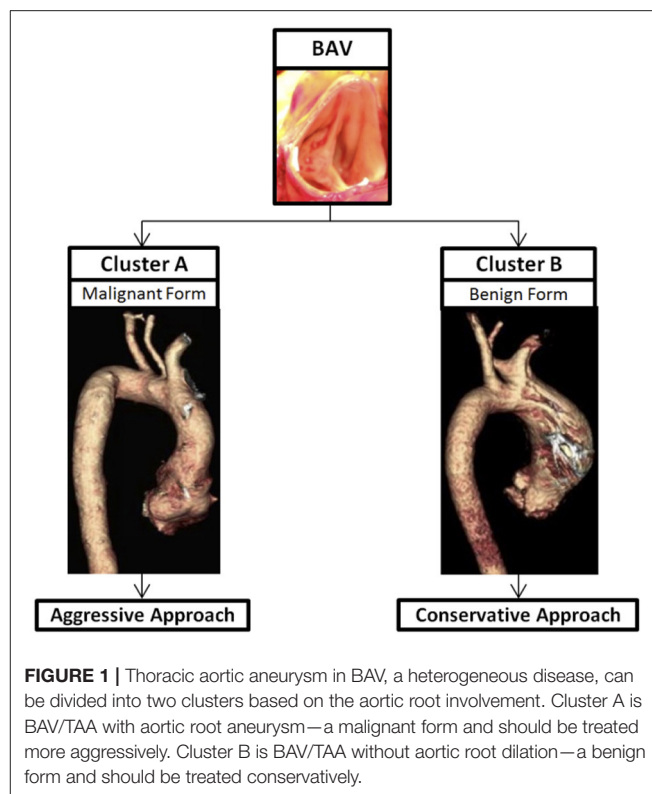 BAV
Cluster A
Malignant Form
Cluster B
Benign Form
Aggressive Approach
Conservative Approach
FIGURE 1 | Thoracic aortic aneurysm in BAV, a heterogeneous disease, can
be divided into two clusters based on the aortic root involvement. Cluster A is
BAV/TAA with aortic root aneurysm—a malignant form and should be treated
more aggressively. Cluster B is BAV/TAA without aortic root dilation—a benign
form and should be treated conservatively.